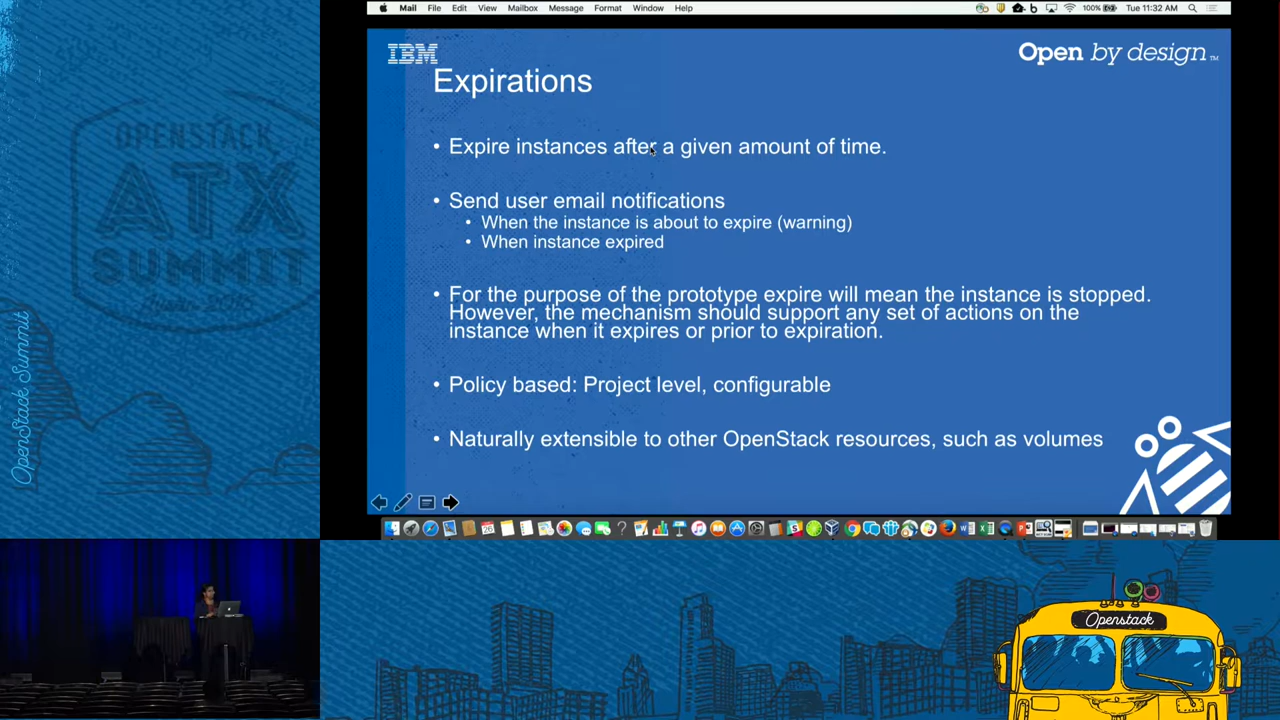 Mail File Edit View Mailbox Message Format Window Help
100% Tue 11:32 AM
IBM
Open by design™
Expirations
• Expire instances after a given amount of time.
• Send user email notifications
• When the instance is about to expire (warning)
• When instance expired
• For the purpose of the prototype expire will mean the instance is stopped.
However, the mechanism should support any set of actions on the
instance when it expires or prior to expiration.
• Policy based: Project level, configurable
• Naturally extensible to other OpenStack resources, such as volumes
OPENSTACK
ATX
SUMMIT
OpenStack Summit
Openstack